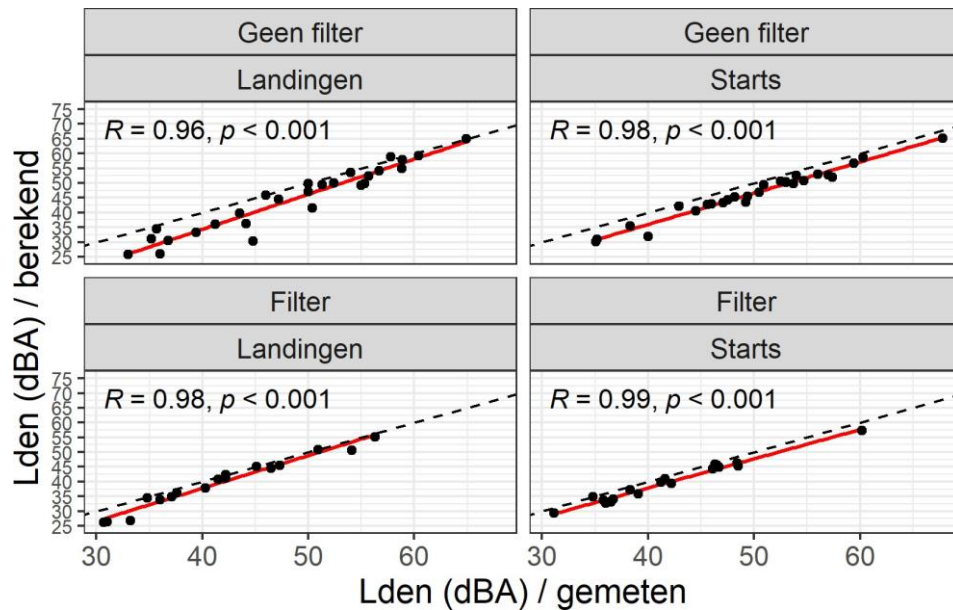 Geen filter
Geen filter
Landingen
Starts
R = 0.96, p < 0.001
R = 0.98, p < 0.001
75
70
65
60
55
50
45
40
35
30
25
Filter
Filter
Landingen
Starts
R = 0.98, p < 0.001
R = 0.99, p < 0.001
75
70
65
60
55
50
45
40
35
30
25
30 40 50 60
30 40 50 60
Lden (dBA) / gemeten
Lden (dBA) / berekend